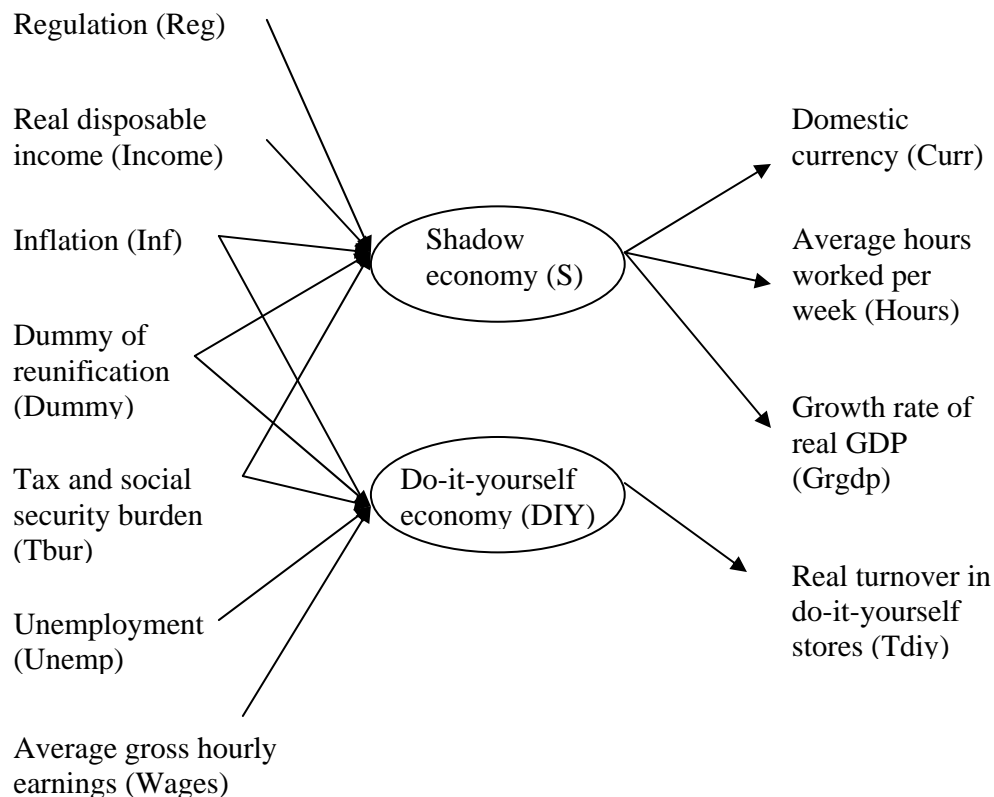 Regulation (Reg)
Real disposable
income (Income)
Inflation (Inf)
Dummy of
reunification
(Dummy)
Tax and social
security burden
(Tbur)
Unemployment
(Unemp)
Average gross hourly
earnings (Wages)
Shadow
economy (S)
Do-it-yourself
economy (DIY)
Domestic
currency (Curr)
Average hours
worked per
week (Hours)
Growth rate of
real GDP
(Grgdp)
Real turnover in
do-it-yourself
stores (Tdiy)